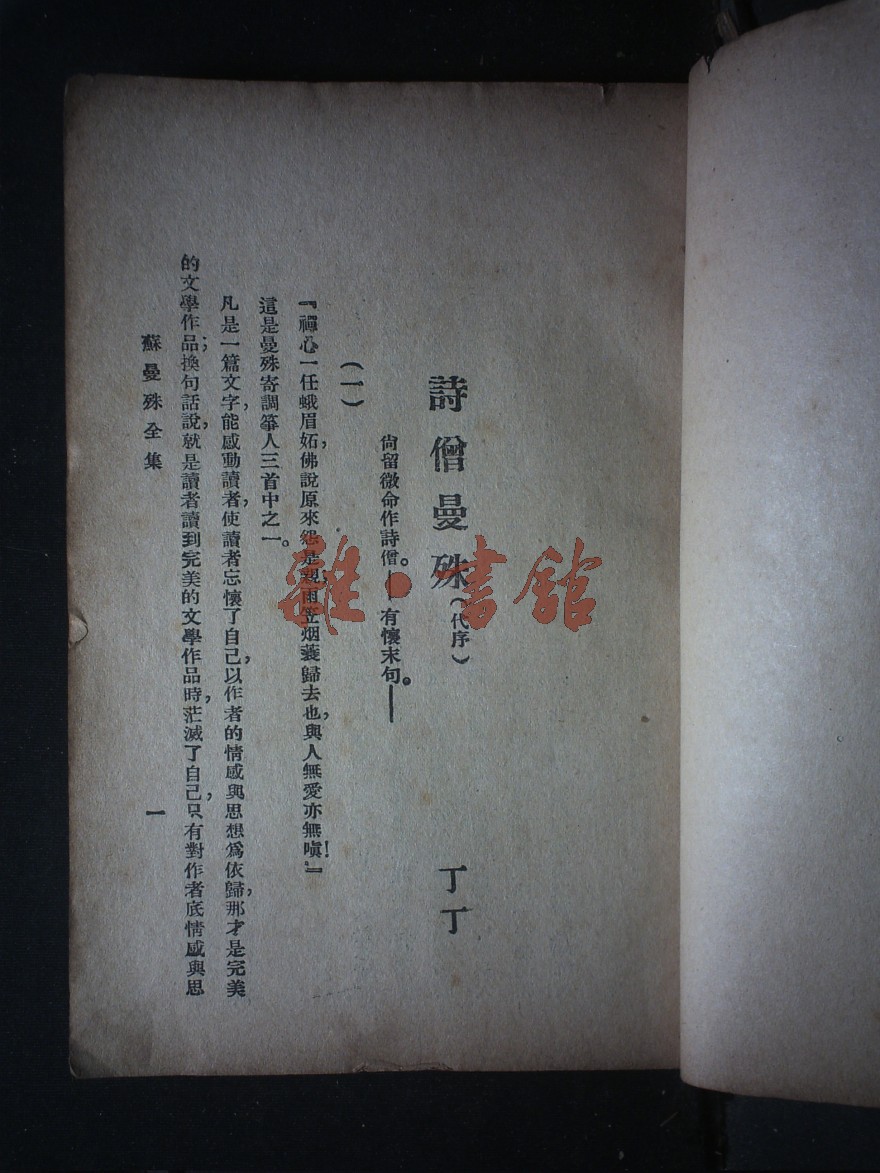 詩僧曼殊（代序） 丁丁
尙留微命作詩僧。——有懷末句。——
（一）
『禪心一任蛾眉妬，佛說原來怨是親，雨笠烟蓑歸去也，與人無愛亦無嗔！』
這是曼殊寄調箏人三首中之一。
凡是一篇文字，能感動讀者，使讀者忘懷了自己，以作者的情感與思想爲依歸，那才是完美
的文學作品；換句話說，就是讀者讀到完美的文學作品時，茫滅了自己，只有對作者底情感與思
蘇曼殊全集
一
雜·書館